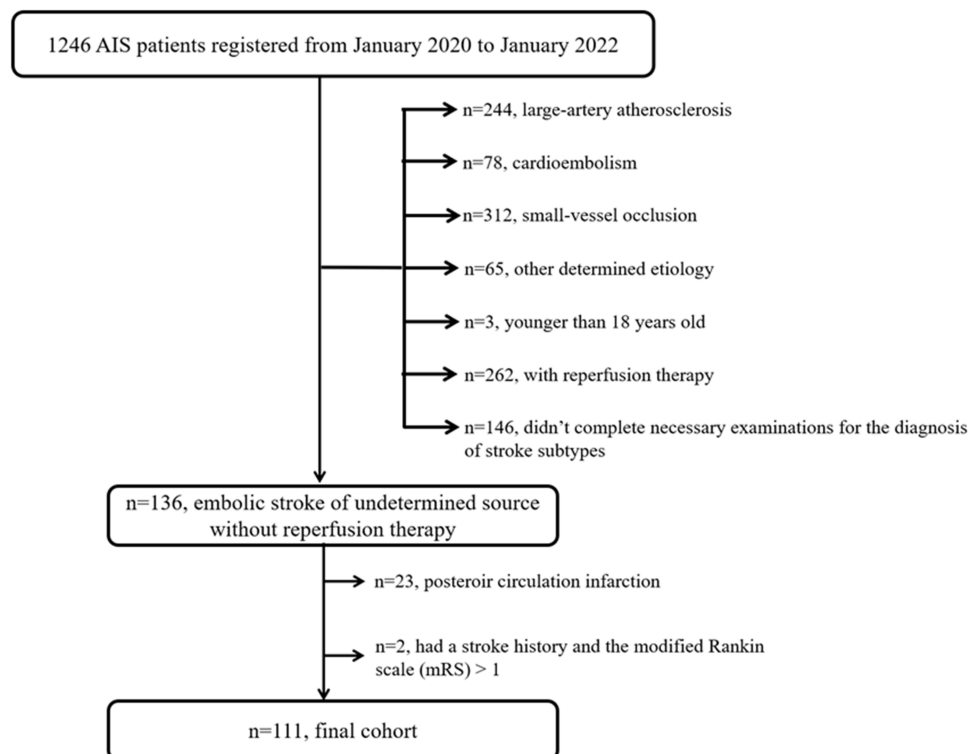 1246 AIS patients registered from January 2020 to January 2022
n=244, large-artery atherosclerosis
n=78, cardioembolism
n=312, small-vessel occlusion
n=65, other determined etiology
n=3, younger than 18 years old
n=262, with reperfusion therapy
n=146, didn’t complete necessary examinations for the diagnosis
of stroke subtypes
n=136, embolic stroke of undetermined source
without reperfusion therapy
n=23, posteroir circulation infarction
n=2, had a stroke history and the modified Rankin
scale (mRS) > 1
n=111, final cohort